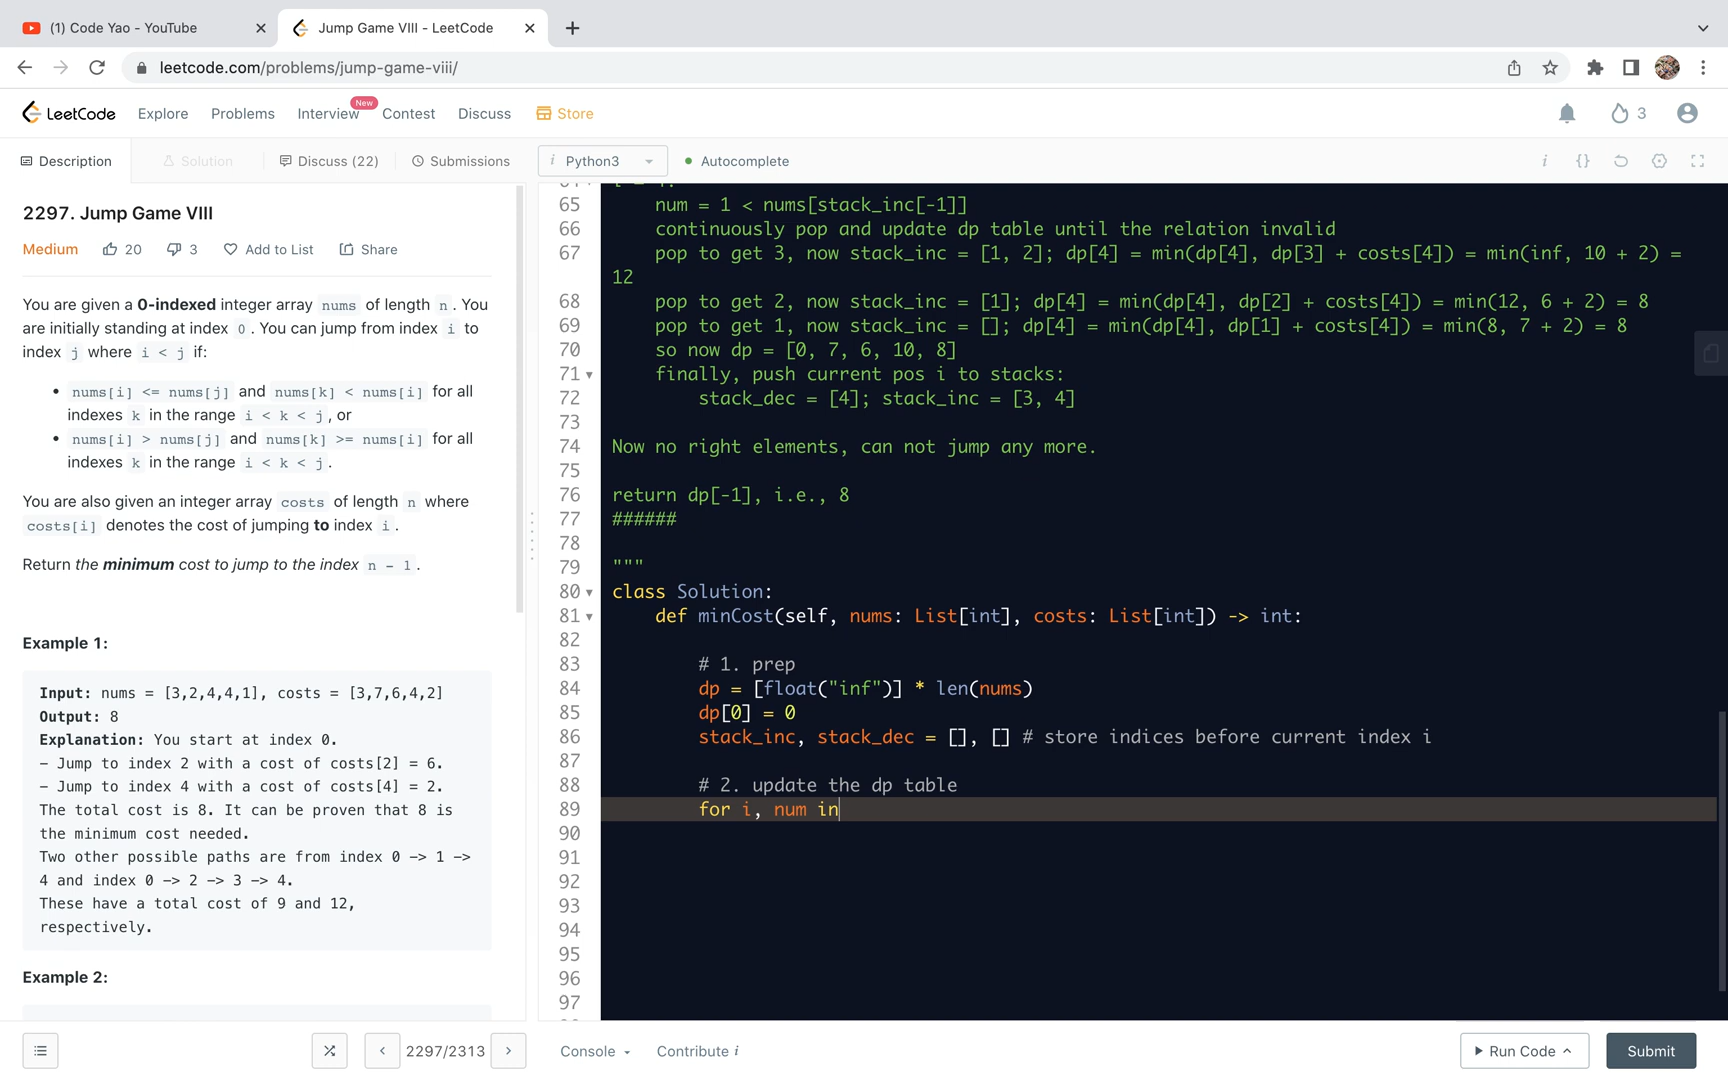 (1) Code Yao - YouTube
Jump Game VIII - LeetCode
leetcode.com/problems/jump-game-viii/
LeetCode Explore Problems Interview New Contest Discuss Store 3
Description Solution Discuss (22) Submissions i Python3 Autocomplete i {}
2297. Jump Game VIII
Medium 20 3 Add to List Share
You are given a 0-indexed integer array nums of length n. You
are initially standing at index 0. You can jump from index i to
index j where i < j if:
• nums[i] <= nums[j] and nums[k] < nums[i] for all
indexes k in the range i < k < j, or
• nums[i] > nums[j] and nums[k] >= nums[i] for all
indexes k in the range i < k < j.
You are also given an integer array costs of length n where
costs[i] denotes the cost of jumping to index i.
Return the minimum cost to jump to the index n - 1.
Example 1:
Input: nums = [3,2,4,4,1], costs = [3,7,6,4,2]
Output: 8
Explanation: You start at index 0.
- Jump to index 2 with a cost of costs[2] = 6.
- Jump to index 4 with a cost of costs[4] = 2.
The total cost is 8. It can be proven that 8 is
the minimum cost needed.
Two other possible paths are from index 0 -> 1 ->
4 and index 0 -> 2 -> 3 -> 4.
These have a total cost of 9 and 12,
respectively.
Example 2:
65 num = 1 < nums[stack_inc[-1]]
66 continuously pop and update dp table until the relation invalid
67 pop to get 3, now stack_inc = [1, 2]; dp[4] = min(dp[4], dp[3] + costs[4]) = min(inf, 10 + 2) =
12
68 pop to get 2, now stack_inc = [1]; dp[4] = min(dp[4], dp[2] + costs[4]) = min(12, 6 + 2) = 8
69 pop to get 1, now stack_inc = []; dp[4] = min(dp[4], dp[1] + costs[4]) = min(8, 7 + 2) = 8
70 so now dp = [0, 7, 6, 10, 8]
71 finally, push current pos i to stacks:
72 stack_dec = [4]; stack_inc = [3, 4]
73
74 Now no right elements, can not jump any more.
75
76 return dp[-1], i.e., 8
77 ######
78
79 """
80 class Solution:
81 def minCost(self, nums: List[int], costs: List[int]) -> int:
82
83 # 1. prep
84 dp = [float("inf")] * len(nums)
85 dp[0] = 0
86 stack_inc, stack_dec = [], [] # store indices before current index i
87
88 # 2. update the dp table
89 for i, num in
90
91
92
93
94
95
96
97
2297/2313 Console Contribute i Run Code Submit